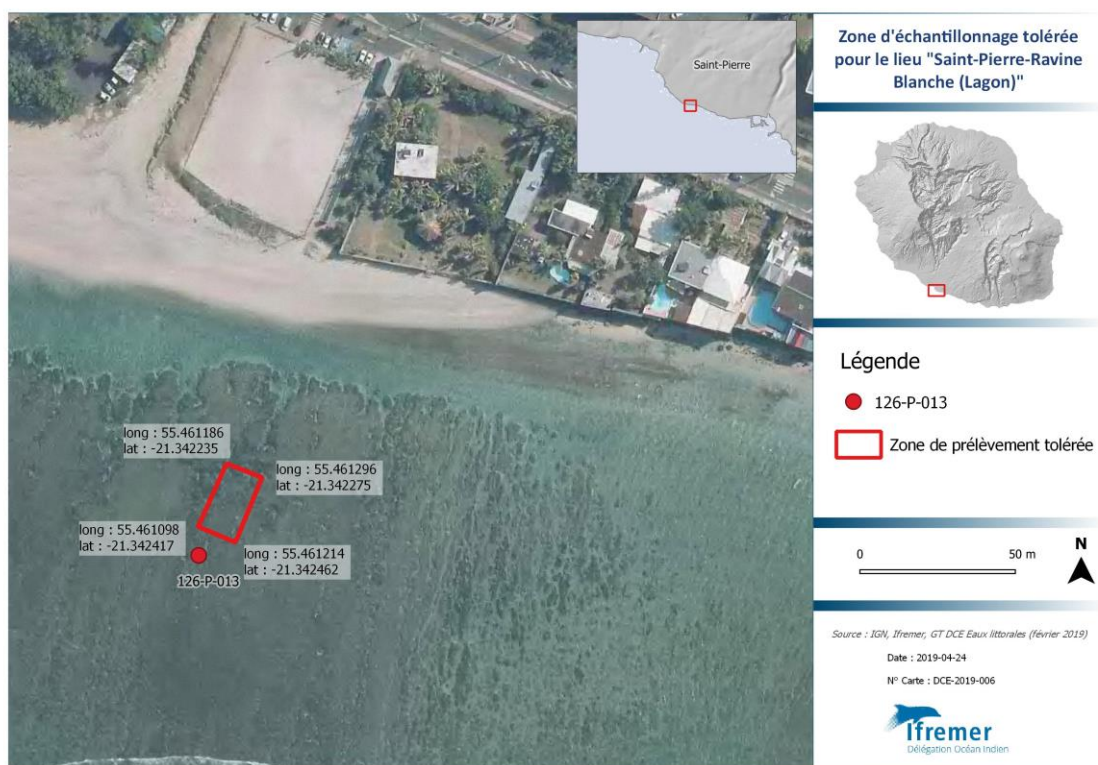 Zone d'échantillonnage tolérée
pour le lieu "Saint-Pierre-Ravine
Blanche (Lagon)"
Saint-Pierre
long : 55.461186
lat : -21.342235
long : 55.461296
lat : -21.342275
long : 55.461098
lat : -21.342417
long : 55.461214
lat : -21.342462
126-P-013
Légende
126-P-013
Zone de prélèvement tolérée
0 50 m
N
Source : IGN, Ifremer, GT DCE Eaux littorales (février 2019)
Date : 2019-04-24
N° Carte : DCE-2019-006
Ifremer
Délégation Océan Indien